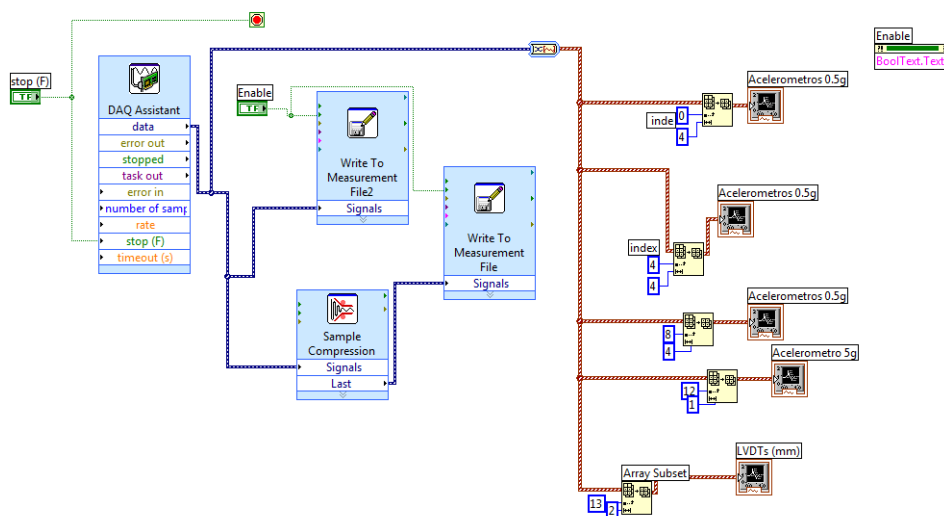 stop (F)
TF
DAQ Assistant
data
error out
stopped
task out
error in
number of samp
rate
stop (F)
timeout (s)
Enable
TF
Write To
Measurement
File2
Signals
Write To
Measurement
File
Signals
Sample
Compression
Signals
Last
Enable
BoolText.Text
Acelerometros 0.5g
inde
0
4
Acelerometros 0.5g
index
4
4
Acelerometros 0.5g
8
4
Acelerometro 5g
12
1
LVDTs (mm)
Array Subset
13
2